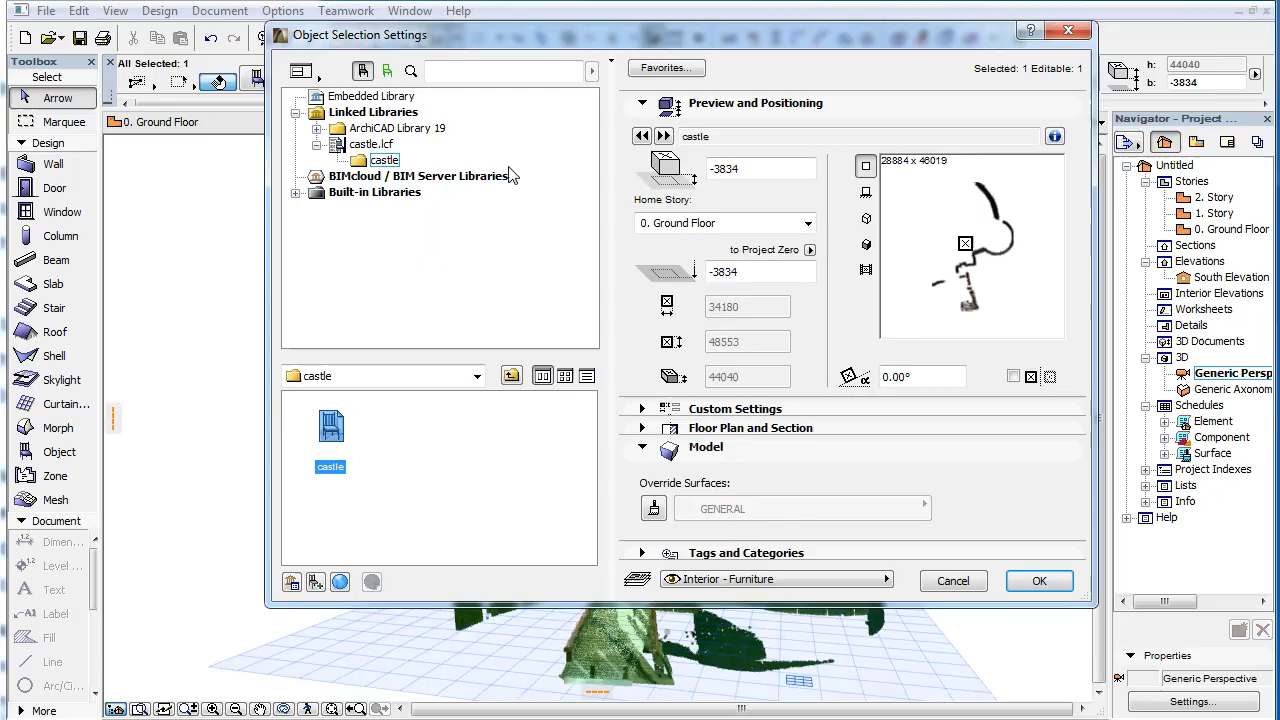 File Edit View Design Document Options Teamwork Window Help
Object Selection Settings
Toolbox
Select
Arrow
Marquee
Design
Wall
Door
Window
Column
Beam
Slab
Stair
Roof
Shell
Skylight
Curtain...
Morph
Object
Zone
Mesh
Document
Dimen...
Level ...
Text
Label
Fill
Line
Arc/Ci...
More
All Selected: 1
0. Ground Floor
Embedded Library
Linked Libraries
ArchiCAD Library 19
castle.lcf
castle
BIMcloud / BIM Server Libraries
Built-in Libraries
castle
castle
Favorites...
Selected: 1 Editable: 1
Preview and Positioning
castle
-3834
Home Story:
0. Ground Floor
to Project Zero
-3834
34180
48553
44040
28884 x 46019
α
0.00°
Custom Settings
Floor Plan and Section
Model
Override Surfaces:
GENERAL
Tags and Categories
Interior - Furniture
Cancel
OK
h: 44040
b: -3834
Navigator - Project ...
Untitled
Stories
2. Story
1. Story
0. Ground Floor
Sections
Elevations
South Elevation
Interior Elevations
Worksheets
Details
3D Documents
3D
Generic Persp
Generic Axonom
Schedules
Element
Component
Surface
Project Indexes
Lists
Info
Help
Properties
Generic Perspective
Settings...